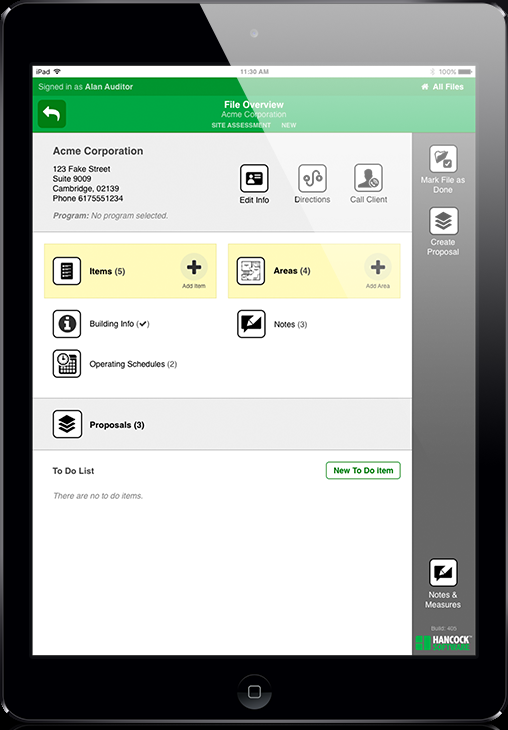 iPad
11:30 AM
100%
Signed in as Alan Auditor
All Files
File Overview
Acme Corporation
SITE ASSESSMENT NEW
Acme Corporation
123 Fake Street
Suite 9009
Cambridge, 02139
Phone 6175551234
Program: No program selected.
Edit Info
Directions
Call Client
Mark File as
Done
Create
Proposal
Items (5)
Add Item
Areas (4)
Add Area
Building Info (✔)
Notes (3)
Operating Schedules (2)
Proposals (3)
To Do List
New To Do item
There are no to do items.
Notes &
Measures
Build: 405
HANCOCK
SOFTWARE